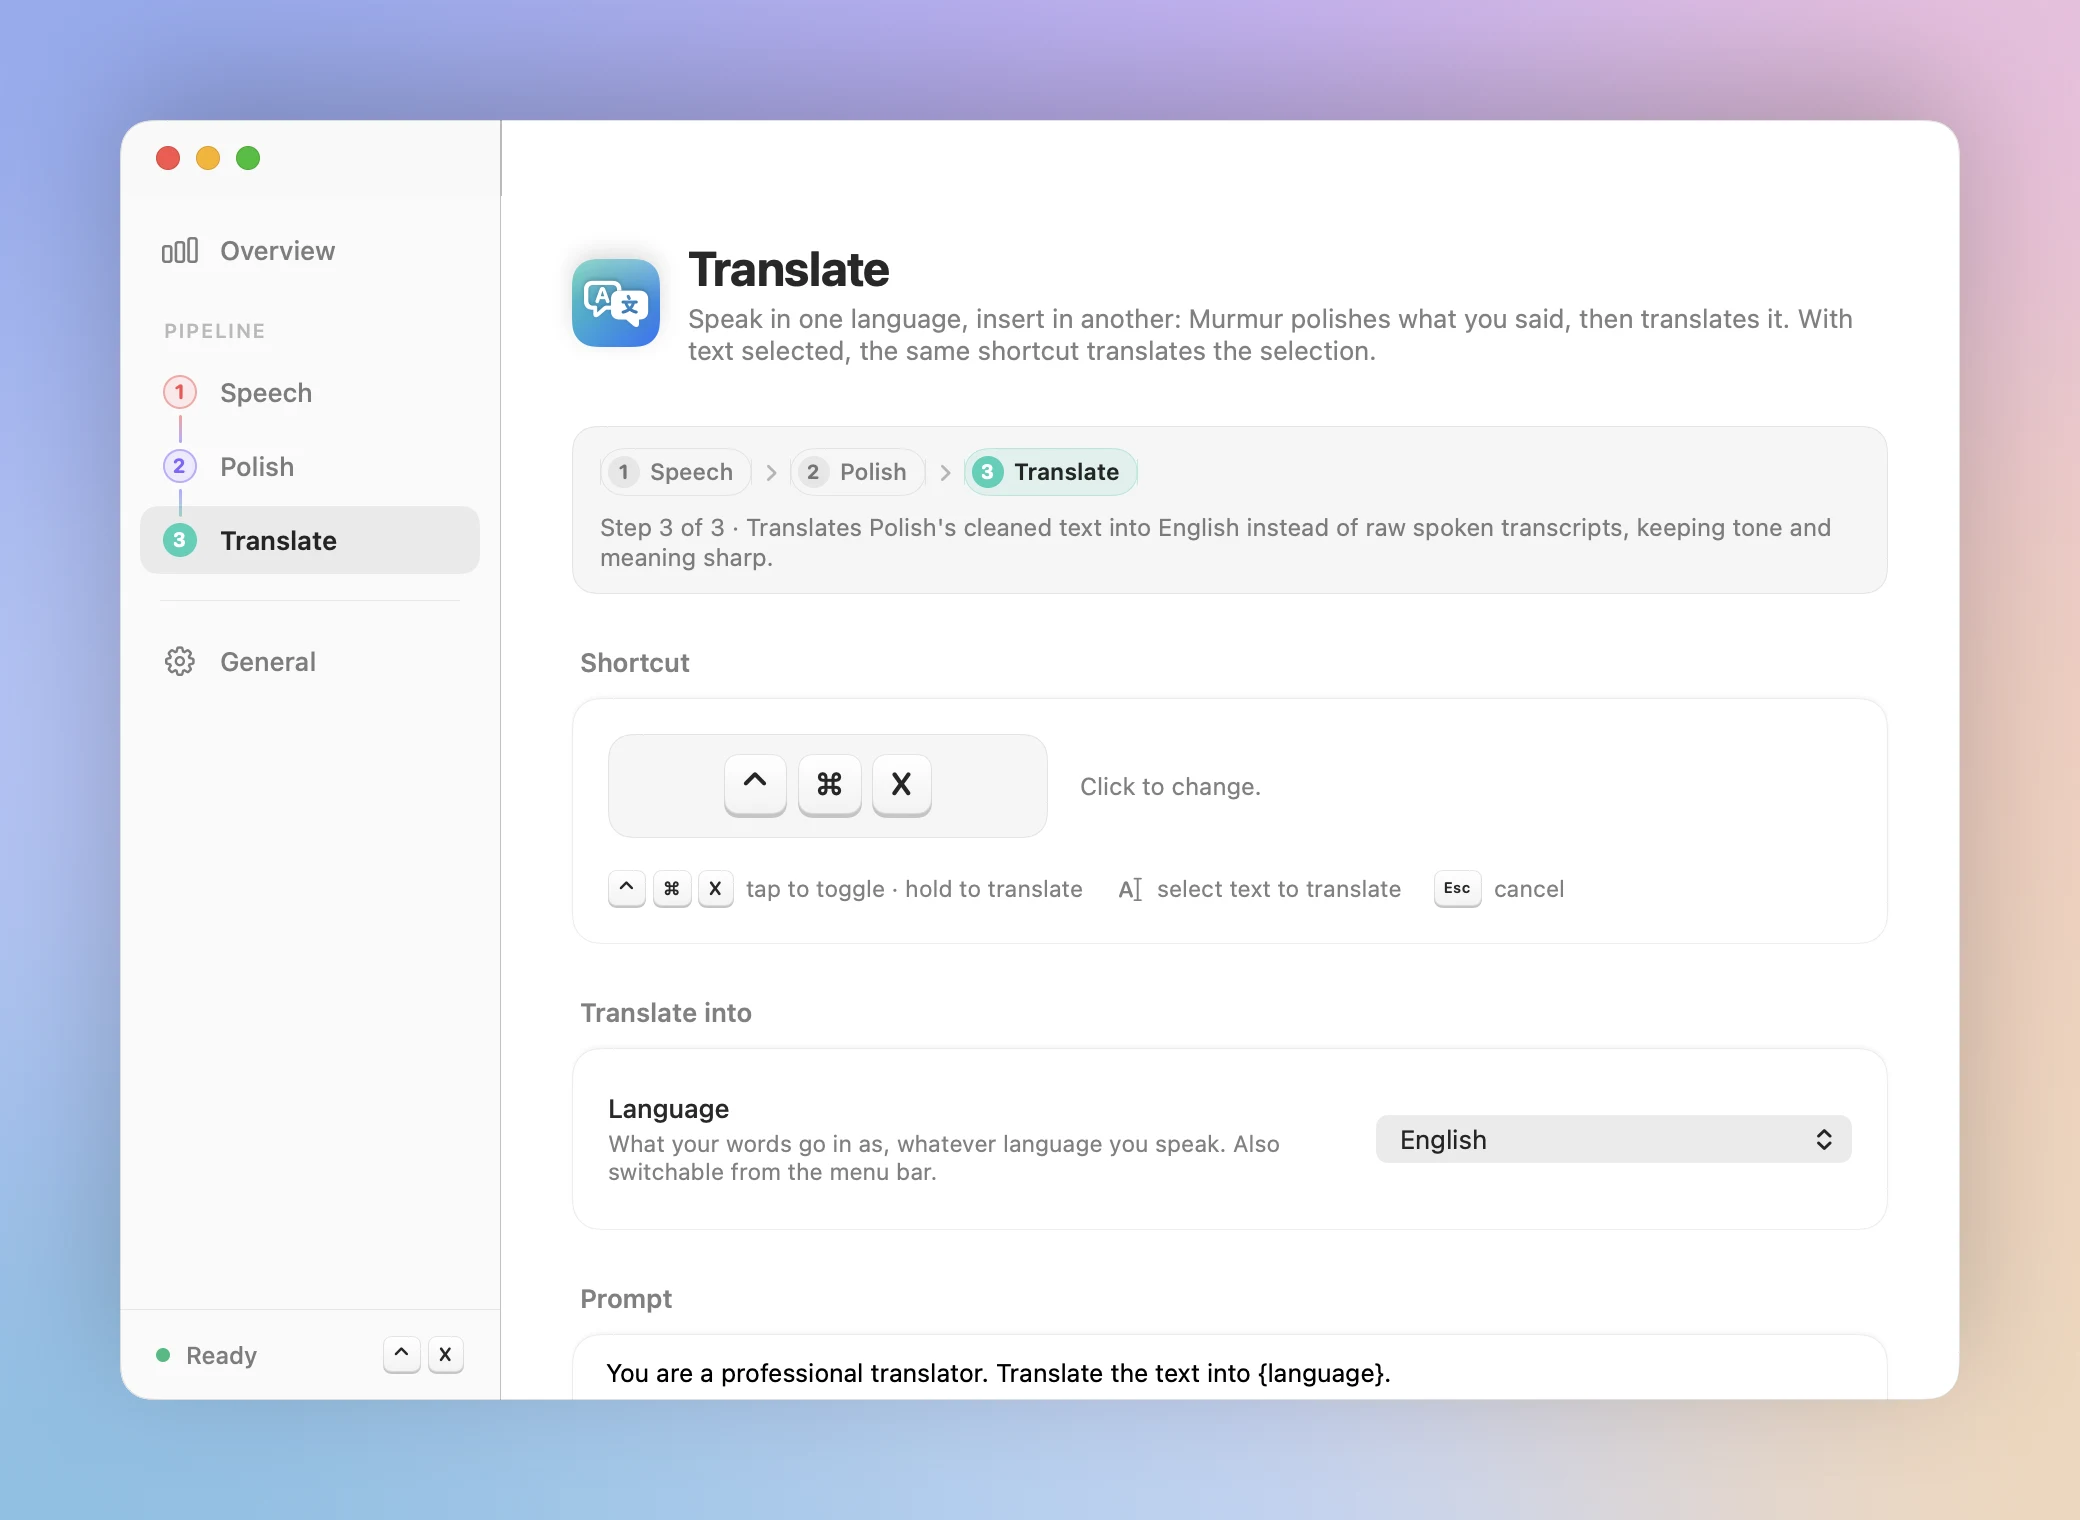 Overview
PIPELINE
1 Speech
2 Polish
3 Translate
General
Ready ^ X
A 文
Translate
Speak in one language, insert in another: Murmur polishes what you said, then translates it. With
text selected, the same shortcut translates the selection.
1 Speech > 2 Polish > 3 Translate
Step 3 of 3 · Translates Polish's cleaned text into English instead of raw spoken transcripts, keeping tone and
meaning sharp.
Shortcut
^ ⌘ X Click to change.
^ ⌘ X tap to toggle · hold to translate A select text to translate Esc cancel
Translate into
Language
What your words go in as, whatever language you speak. Also
switchable from the menu bar.
English
Prompt
You are a professional translator. Translate the text into {language}.